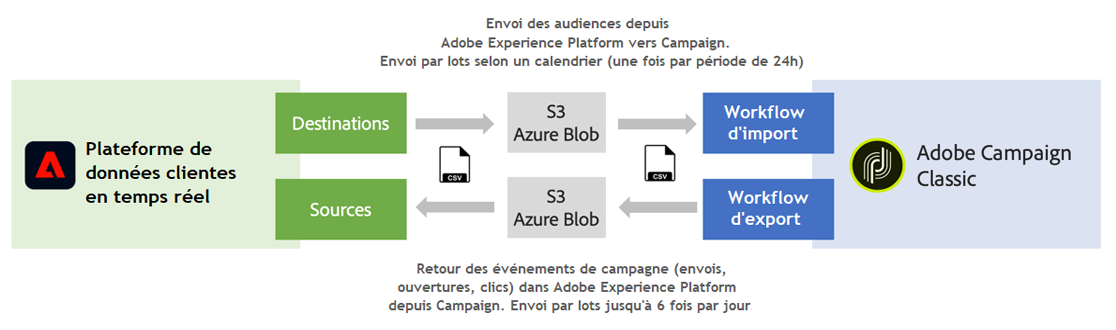 Envoi des audiences depuis
Adobe Experience Platform vers Campaign.
Envoi par lots selon un calendrier (une fois par période de 24h)
Destinations
S3
Azure Blob
Workflow
d'import
Plateforme de
données clientes
en temps réel
CSV
CSV
Adobe Campaign
Classic
Sources
S3
Azure Blob
Workflow
d'export
Retour des événements de campagne (envois,
ouvertures, clics) dans Adobe Experience Platform
depuis Campaign. Envoi par lots jusqu'à 6 fois par jour